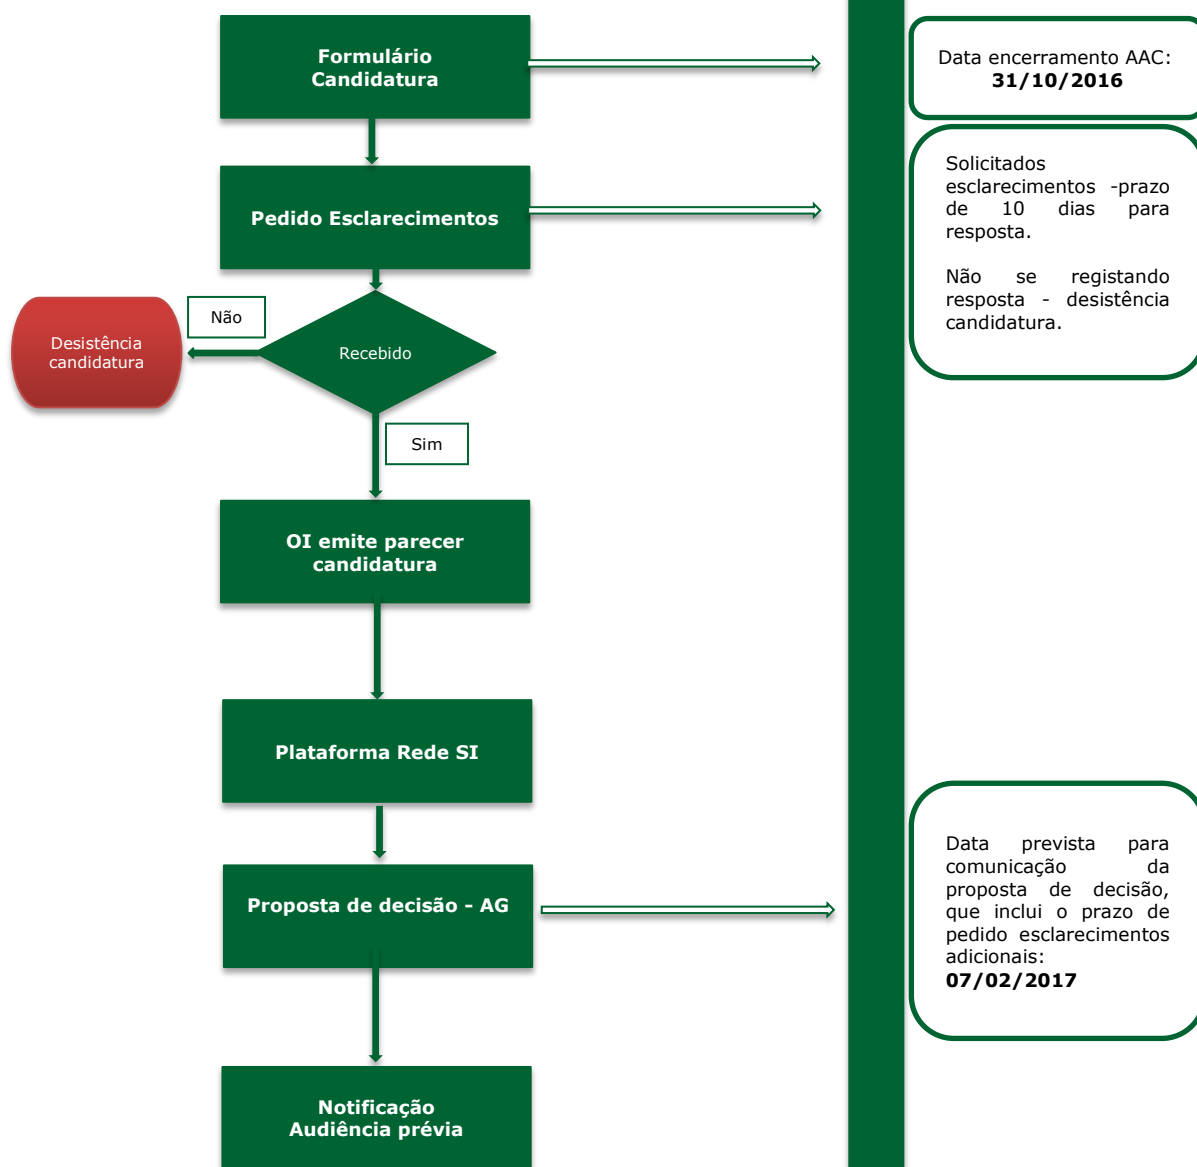 Formulário
Candidatura
Data encerramento AAC:
31/10/2016
Pedido Esclarecimentos
Solicitados
esclarecimentos -prazo
de 10 dias para
resposta.
Não se registando
resposta - desistência
candidatura.
Não
Desistência
candidatura
Recebido
Sim
OI emite parecer
candidatura
Plataforma Rede SI
Proposta de decisão - AG
Data prevista para
comunicação da
proposta de decisão,
que inclui o prazo de
pedido esclarecimentos
adicionais:
07/02/2017
Notificação
Audiência prévia